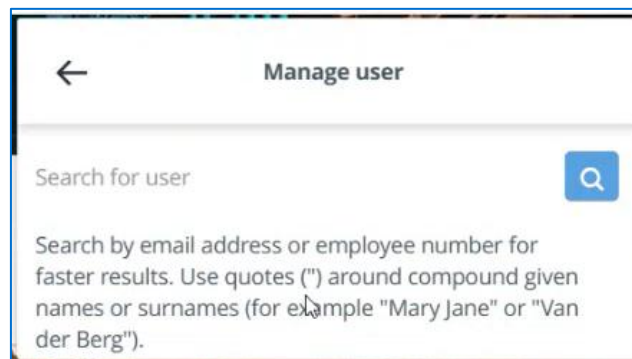 Manage user
Search for user
Search by email address or employee number for
faster results. Use quotes (") around compound given
names or surnames (for example "Mary Jane" or "Van
der Berg").